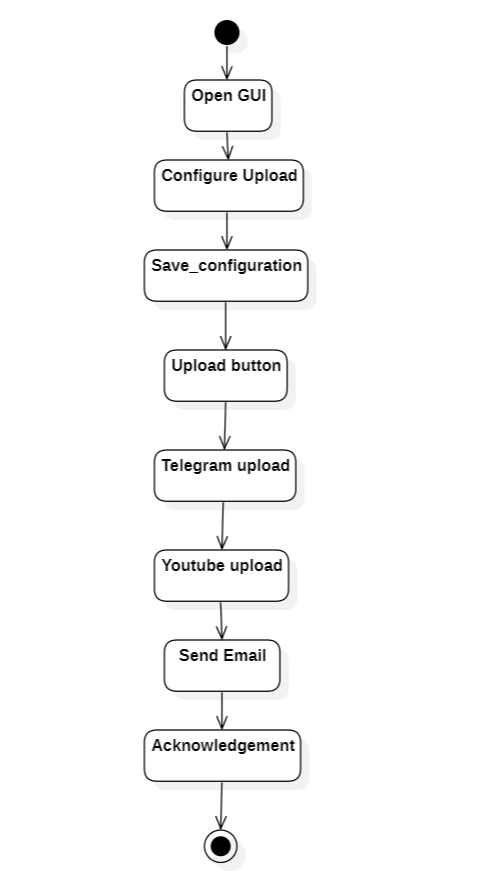 Open GUI
Configure Upload
Save_configuration
Upload button
Telegram upload
Youtube upload
Send Email
Acknowledgement